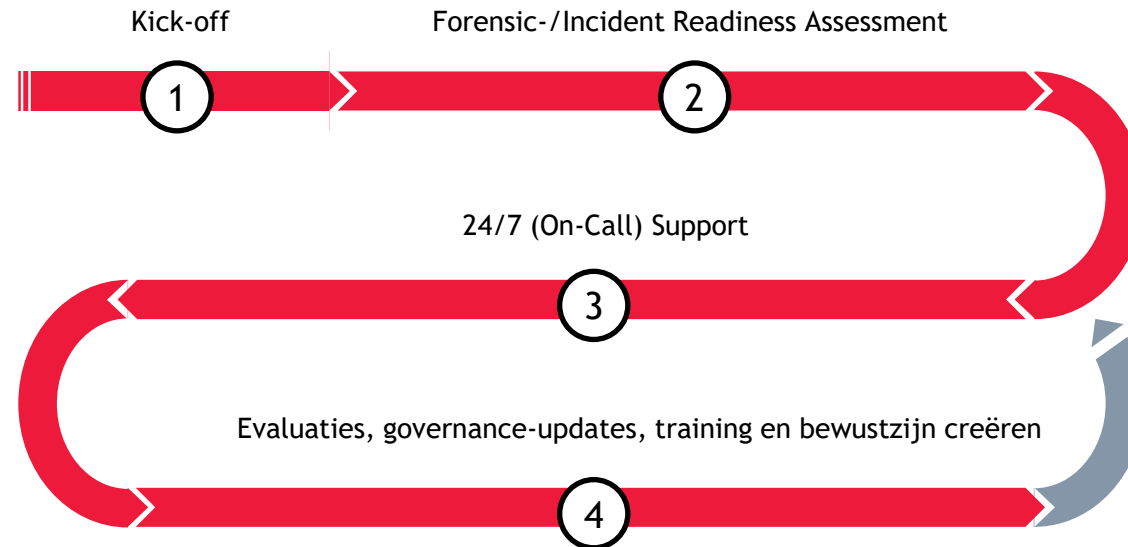 Kick-off
Forensic-/Incident Readiness Assessment
1
2
24/7 (On-Call) Support
3
Evaluaties, governance-updates, training en bewustzijn creëren
4